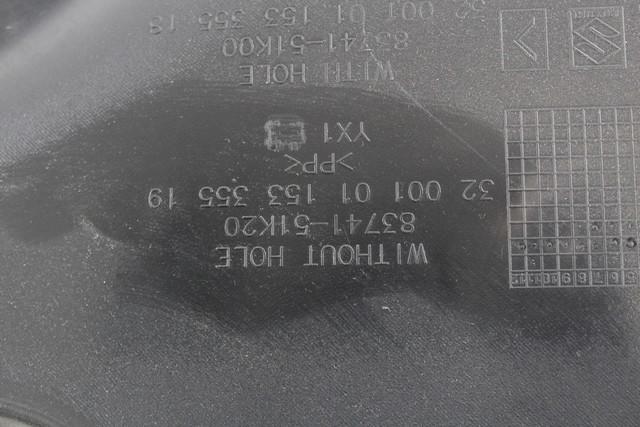 WITHOUT HOLE
83741-51K20
32 001 01 153 355 19
>PP<
YX1
WITH HOLE
83741-51K00
32 001 01 153 355 18